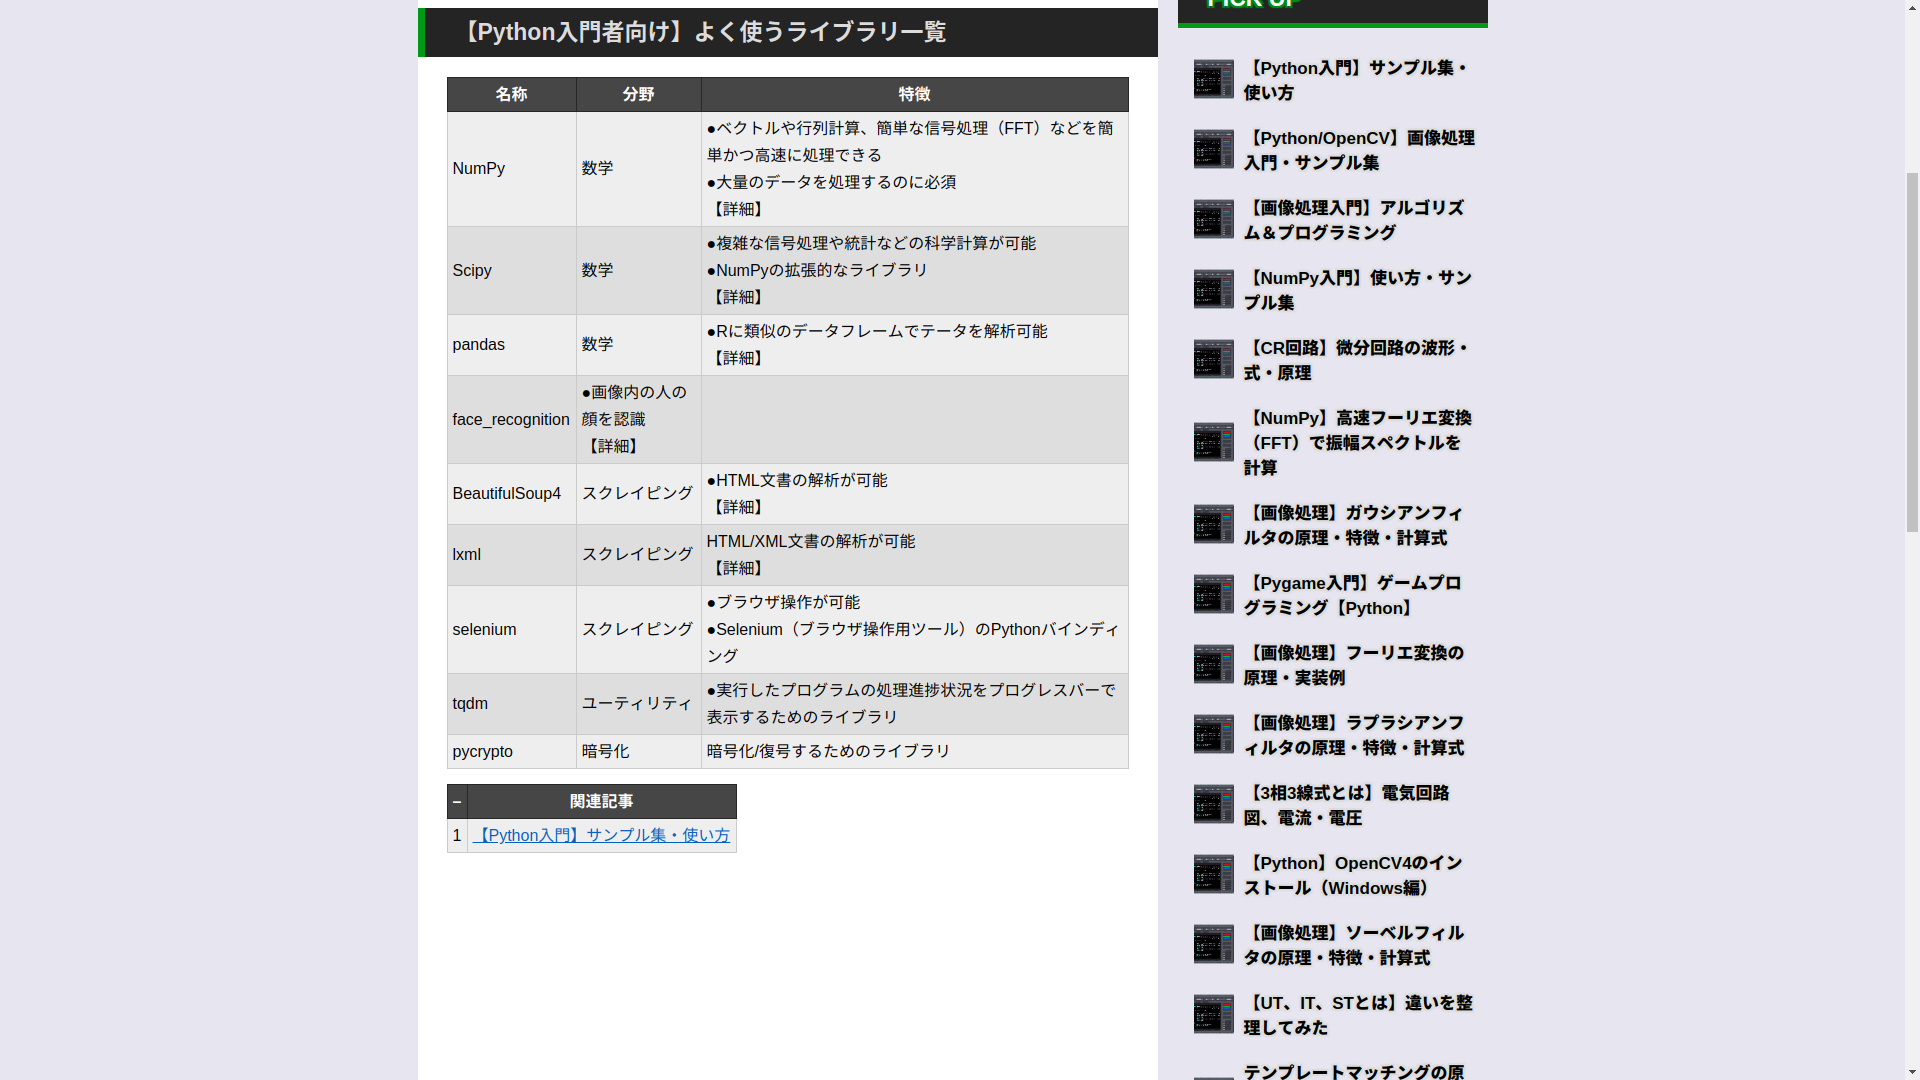 【Python入門者向け】よく使うライブラリ一覧
名称 分野 特徴
NumPy 数学 ●ベクトルや行列計算、簡単な信号処理（FFT）などを簡
単かつ高速に処理できる
●大量のデータを処理するのに必須
【詳細】
Scipy 数学 ●複雑な信号処理や統計などの科学計算が可能
●NumPyの拡張的なライブラリ
【詳細】
pandas 数学 ●Rに類似のデータフレームでテータを解析可能
【詳細】
face_recognition ●画像内の人の
顔を認識
【詳細】
BeautifulSoup4 スクレイピング ●HTML文書の解析が可能
【詳細】
lxml スクレイピング HTML/XML文書の解析が可能
【詳細】
selenium スクレイピング ●ブラウザ操作が可能
●Selenium（ブラウザ操作用ツール）のPythonバインディ
ング
tqdm ユーティリティ ●実行したプログラムの処理進捗状況をプログレスバーで
表示するためのライブラリ
pycrypto 暗号化 暗号化/復号するためのライブラリ
– 関連記事
1 【Python入門】サンプル集・使い方
PICK UP
【Python入門】サンプル集・
使い方
【Python/OpenCV】画像処理
入門・サンプル集
【画像処理入門】アルゴリズ
ム＆プログラミング
【NumPy入門】使い方・サン
プル集
【CR回路】微分回路の波形・
式・原理
【NumPy】高速フーリエ変換
（FFT）で振幅スペクトルを
計算
【画像処理】ガウシアンフィ
ルタの原理・特徴・計算式
【Pygame入門】ゲームプロ
グラミング【Python】
【画像処理】フーリエ変換の
原理・実装例
【画像処理】ラプラシアンフ
ィルタの原理・特徴・計算式
【3相3線式とは】電気回路
図、電流・電圧
【Python】OpenCV4のイン
ストール（Windows編）
【画像処理】ソーベルフィル
タの原理・特徴・計算式
【UT、IT、STとは】違いを整
理してみた
テンプレートマッチングの原